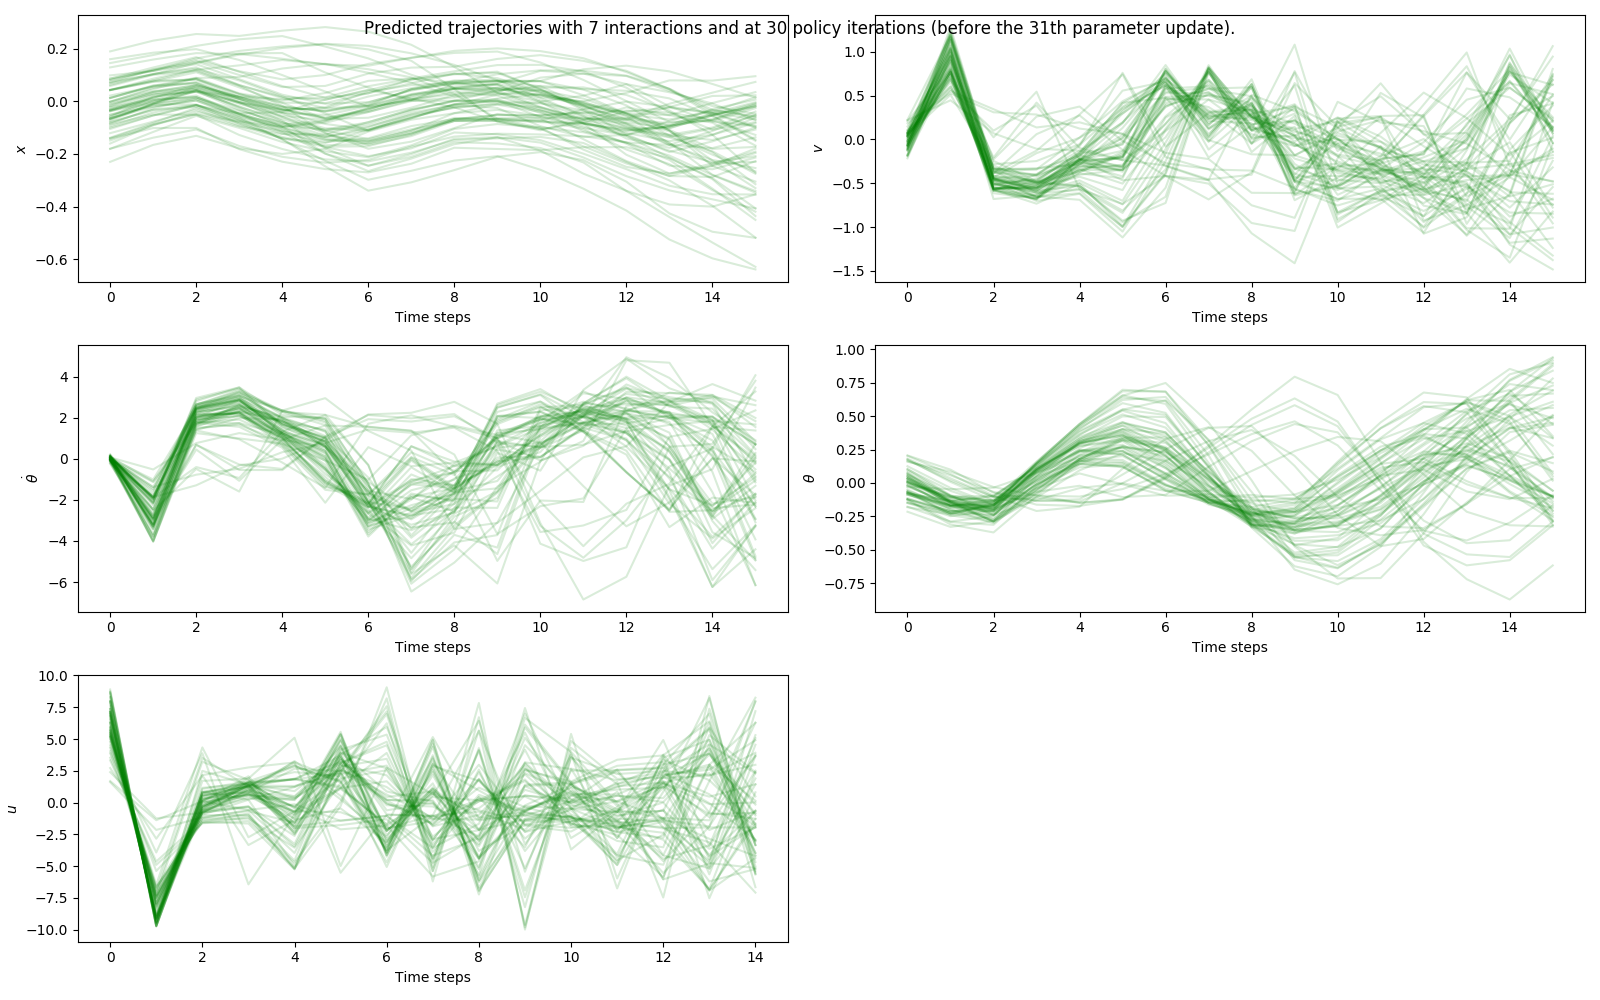 Predicted trajectories with 7 interactions and at 30 policy iterations (before the 31th parameter update).
0.2
0.0
−0.2
−0.4
−0.6
x
0 2 4 6 8 10 12 14
Time steps
1.0
0.5
0.0
−0.5
−1.0
−1.5
v
0 2 4 6 8 10 12 14
Time steps
4
2
0
−2
−4
−6
θ̇
0 2 4 6 8 10 12 14
Time steps
1.00
0.75
0.50
0.25
0.00
−0.25
−0.50
−0.75
θ
0 2 4 6 8 10 12 14
Time steps
10.0
7.5
5.0
2.5
0.0
−2.5
−5.0
−7.5
−10.0
u
0 2 4 6 8 10 12 14
Time steps